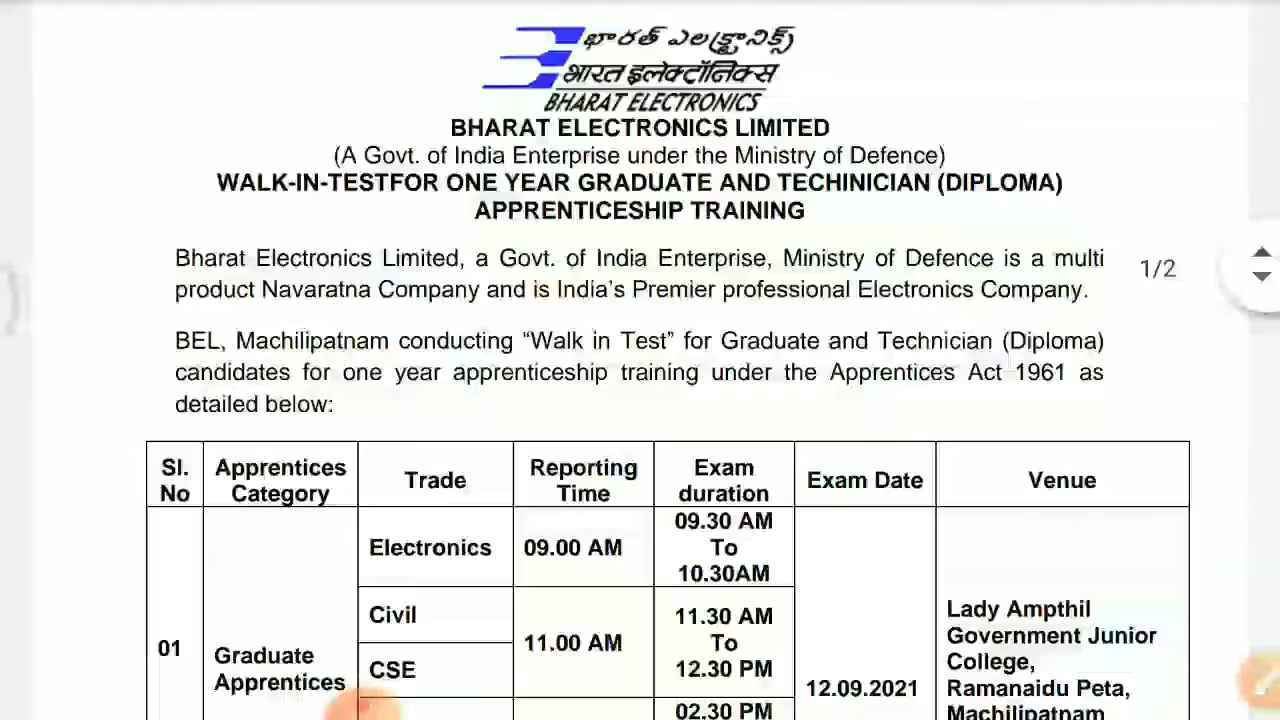 భారత్ ఎలక్ట్రానిక్స్
भारत इलेक्ट्रॉनिक्स
BHARAT ELECTRONICS
BHARAT ELECTRONICS LIMITED
(A Govt. of India Enterprise under the Ministry of Defence)
WALK-IN-TESTFOR ONE YEAR GRADUATE AND TECHINICIAN (DIPLOMA)
APPRENTICESHIP TRAINING
Bharat Electronics Limited, a Govt. of India Enterprise, Ministry of Defence is a multi
product Navaratna Company and is India's Premier professional Electronics Company.
1/2
BEL, Machilipatnam conducting “Walk in Test” for Graduate and Technician (Diploma)
candidates for one year apprenticeship training under the Apprentices Act 1961 as
detailed below:
Sl. No Apprentices Category Trade Reporting Time Exam duration Exam Date Venue
01 Graduate Apprentices
Electronics 09.00 AM 09.30 AM To 10.30AM
Civil
CSE
11.00 AM 11.30 AM To 12.30 PM
02.30 PM
12.09.2021
Lady Ampthil
Government Junior
College,
Ramanaidu Peta,
Machilipatnam